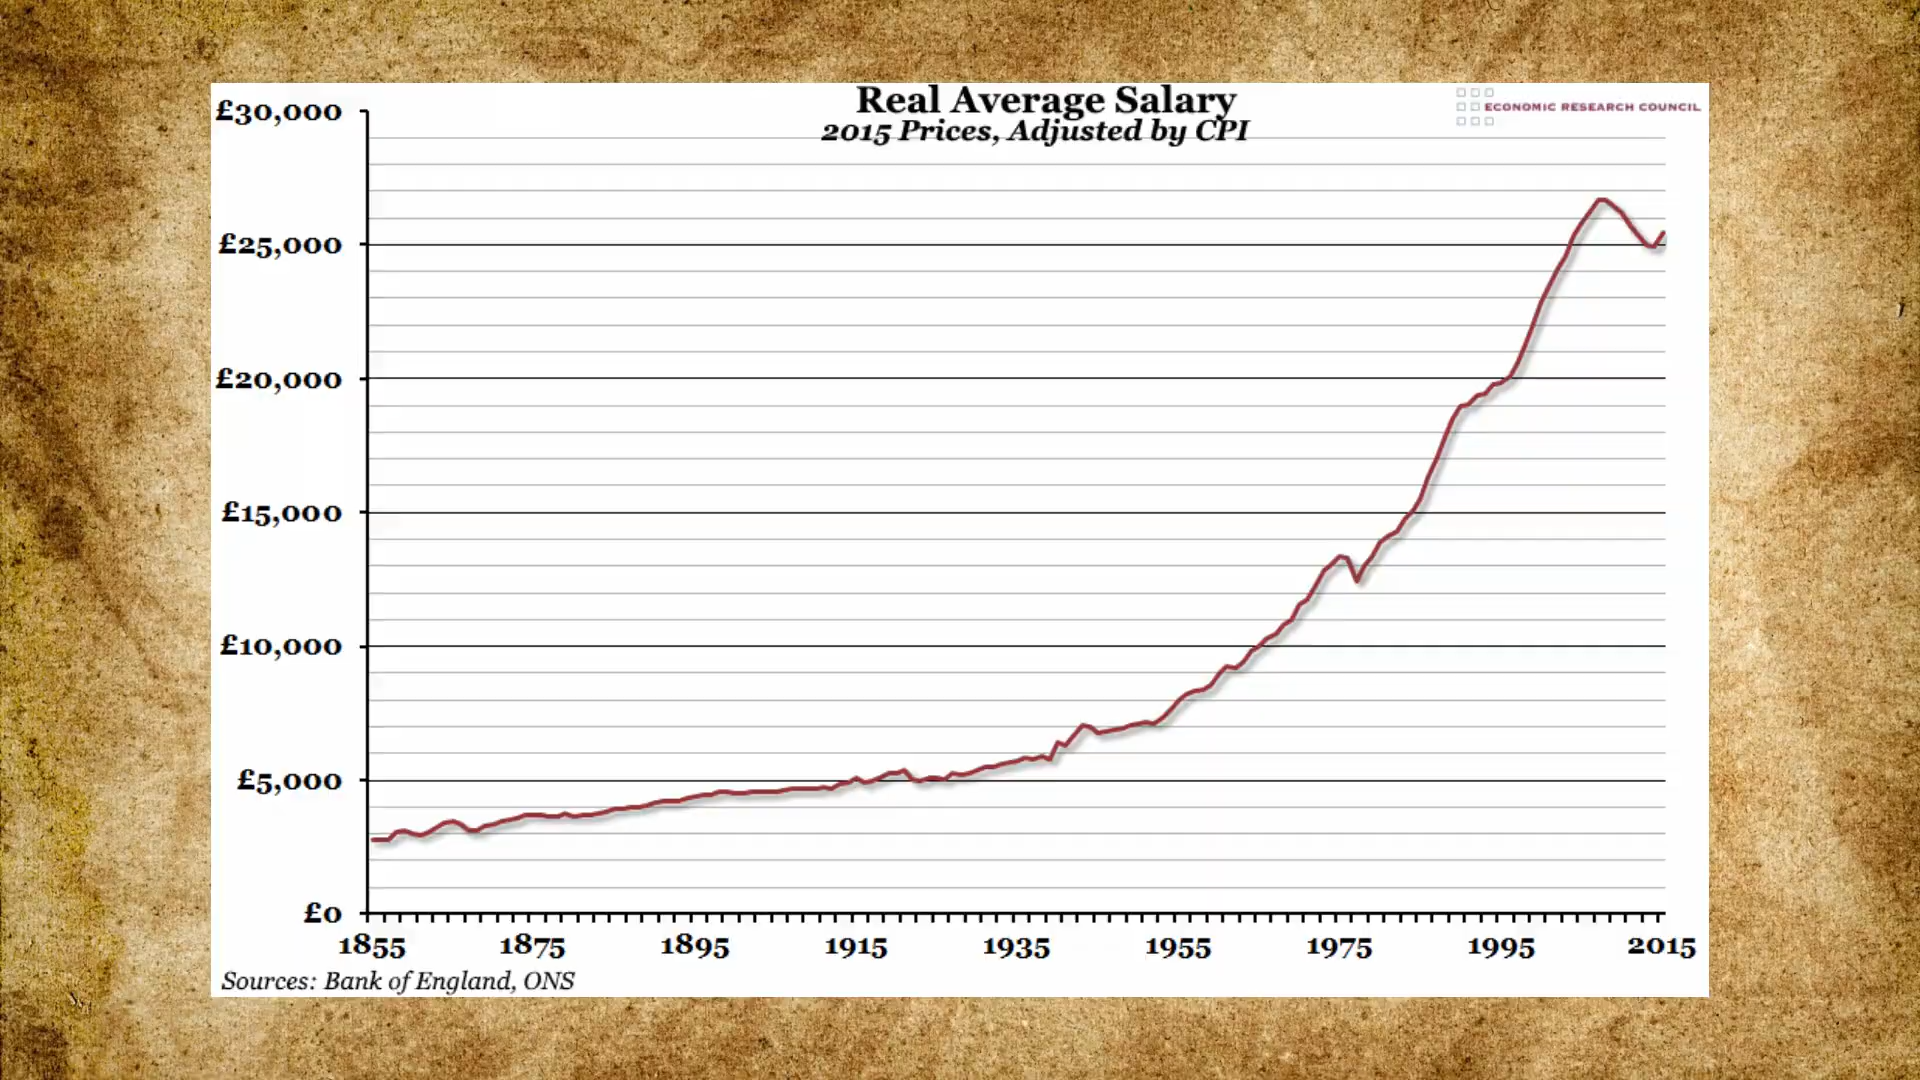 Real Average Salary
2015 Prices, Adjusted by CPI
ECONOMIC RESEARCH COUNCIL
£30,000
£25,000
£20,000
£15,000
£10,000
£5,000
£0
1855 1875 1895 1915 1935 1955 1975 1995 2015
Sources: Bank of England, ONS